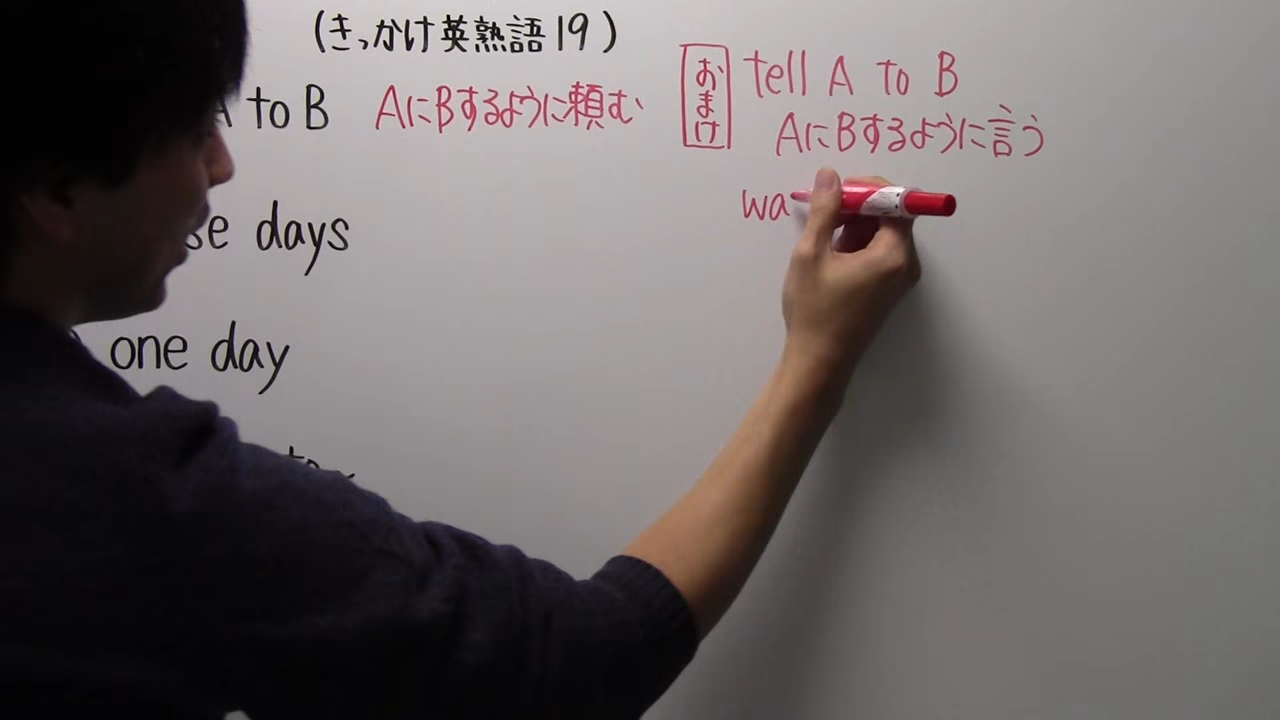 (きっかけ英熟語19)
A to B AにBするように頼む
days
one day
to
おまけ
tell A to B
AにBするように言う
wa